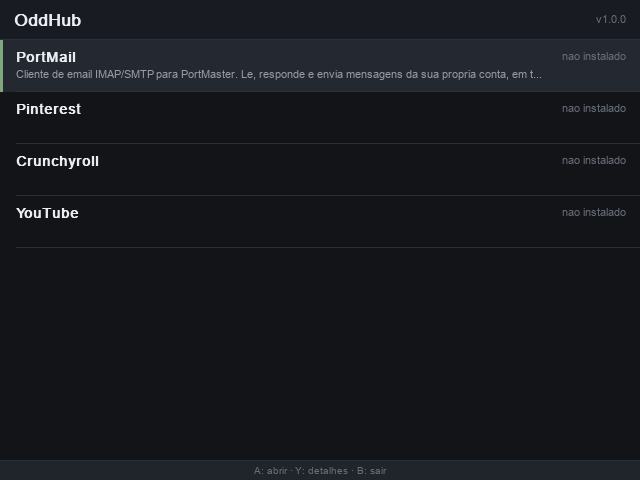 OddHub
v1.0.0
PortMail
nao instalado
Cliente de email IMAP/SMTP para PortMaster. Le, responde e envia mensagens da sua propria conta, em t...
Pinterest
nao instalado
Crunchyroll
nao instalado
YouTube
nao instalado
A: abrir · Y: detalhes · B: sair